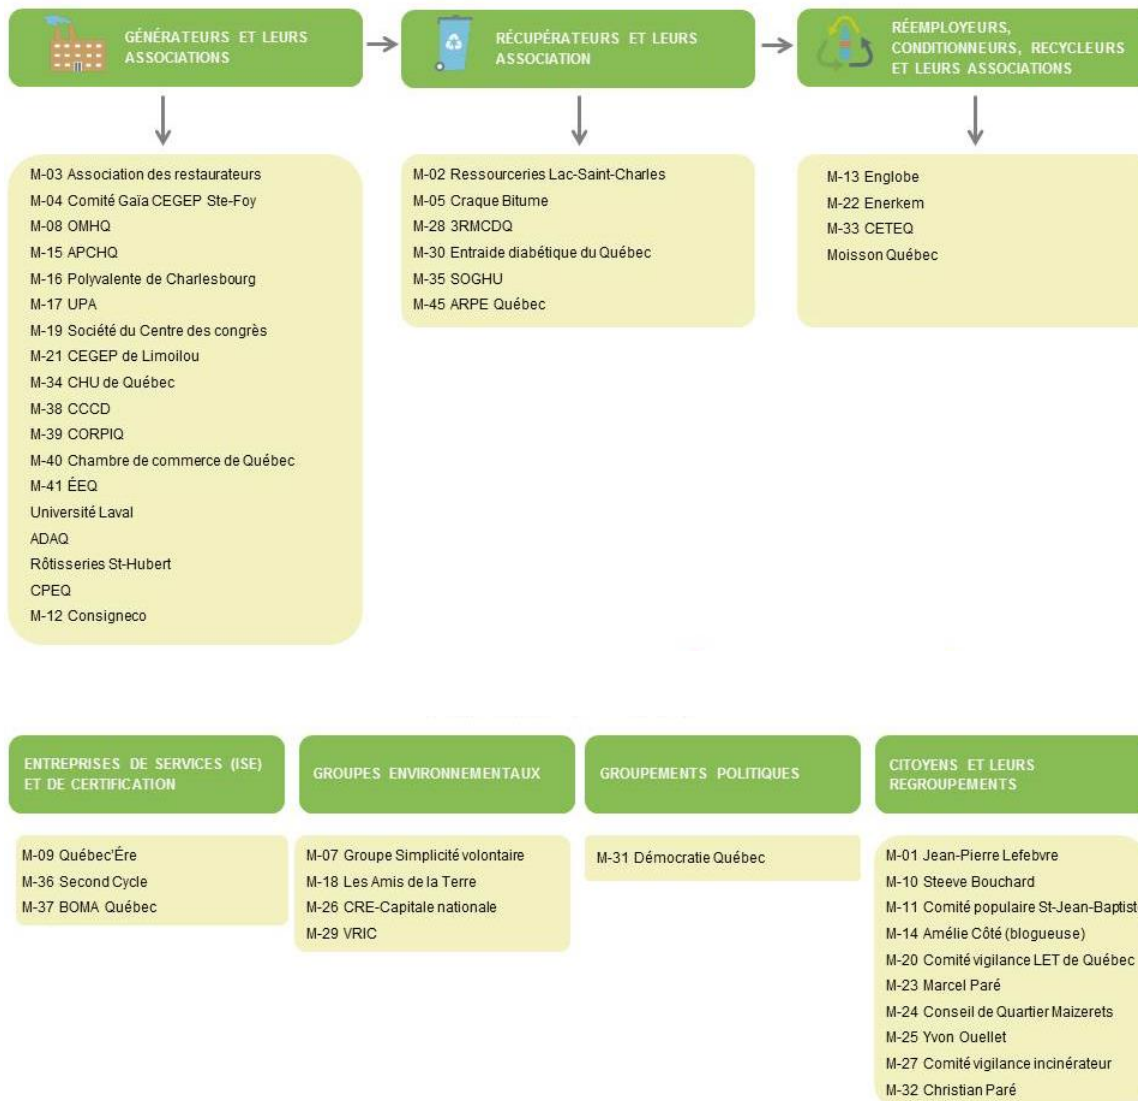 GÉNÉRATEURS ET LEURS
ASSOCIATIONS
RÉCUPÉRATEURS ET LEURS
ASSOCIATION
RÉEMPLOYEURS,
CONDITIONNEURS, RECYCLEURS
ET LEURS ASSOCIATIONS
M-03 Association des restaurateurs
M-04 Comité Gaïa CEGEP Ste-Foy
M-08 OMHQ
M-15 APCHQ
M-16 Polyvalente de Charlesbourg
M-17 UPA
M-19 Société du Centre des congrès
M-21 CEGEP de Limoilou
M-34 CHU de Québec
M-38 CCCD
M-39 CORPIQ
M-40 Chambre de commerce de Québec
M-41 ÉEQ
Université Laval
ADAQ
Rôtisseries St-Hubert
CPEQ
M-12 Consigneco
M-02 Ressourceries Lac-Saint-Charles
M-05 Craque Bitume
M-28 3RMCDQ
M-30 Entraide diabétique du Québec
M-35 SOGHU
M-45 ARPE Québec
M-13 Englobe
M-22 Enerkem
M-33 CETEQ
Moisson Québec
ENTREPRISES DE SERVICES (ISE)
ET DE CERTIFICATION
GROUPES ENVIRONNEMENTAUX
GROUPEMENTS POLITIQUES
CITOYENS ET LEURS
REGROUPEMENTS
M-09 Québec'Ére
M-36 Second Cycle
M-37 BOMA Québec
M-07 Groupe Simplicité volontaire
M-18 Les Amis de la Terre
M-26 CRE-Capitale nationale
M-29 VRIC
M-31 Démocratie Québec
M-01 Jean-Pierre Lefebvre
M-10 Steeve Bouchard
M-11 Comité populaire St-Jean-Baptist
M-14 Amélie Côté (blogueuse)
M-20 Comité vigilance LET de Québec
M-23 Marcel Paré
M-24 Conseil de Quartier Maizerets
M-25 Yvon Ouellet
M-27 Comité vigilance incinérateur
M-32 Christian Paré